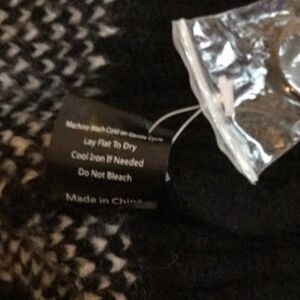 Machine Wash Cold on Gentle Cycle
Lay Flat To Dry
Cool Iron If Needed
Do Not Bleach
Made in China